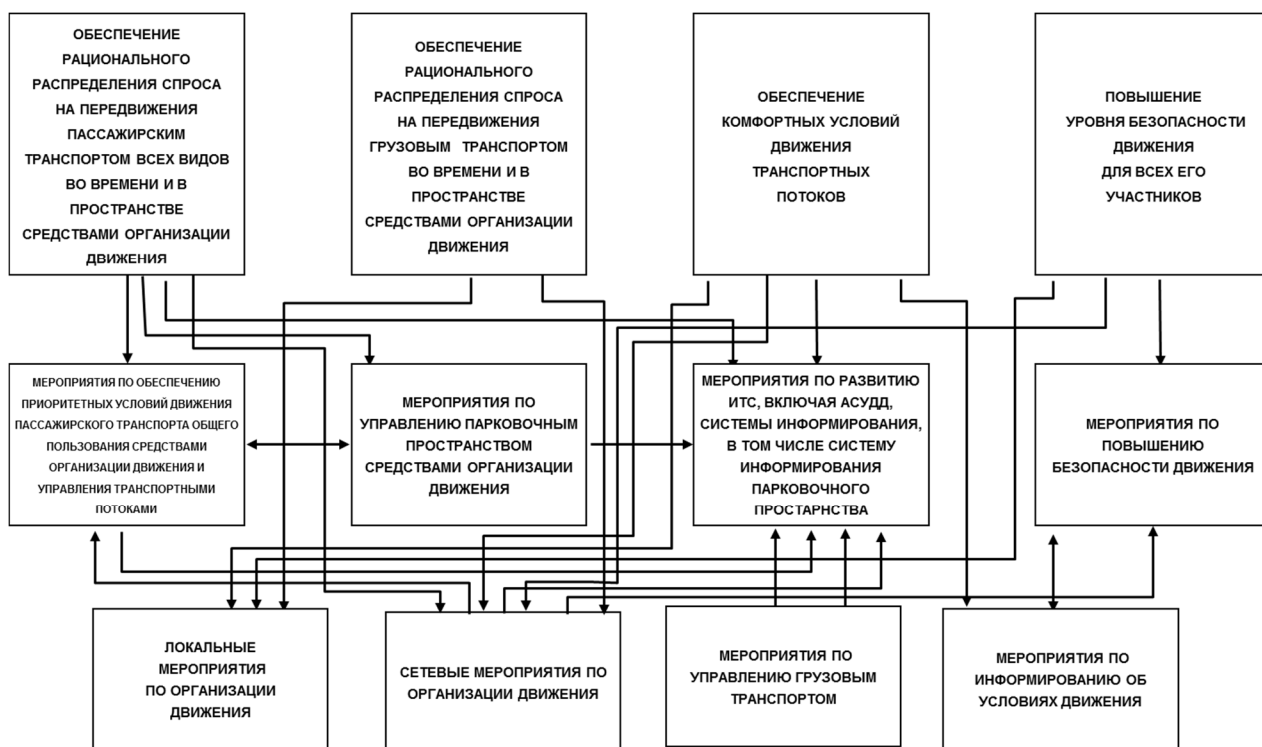 ОБЕСПЕЧЕНИЕ
РАЦИОНАЛЬНОГО
РАСПРЕДЕЛЕНИЯ СПРОСА
НА ПЕРЕДВИЖЕНИЯ
ПАССАЖИРСКИМ
ТРАНСПОРТОМ ВСЕХ ВИДОВ
ВО ВРЕМЕНИ И В
ПРОСТРАНСТВЕ
СРЕДСТВАМИ ОРГАНИЗАЦИИ
ДВИЖЕНИЯ
ОБЕСПЕЧЕНИЕ
РАЦИОНАЛЬНОГО
РАСПРЕДЕЛЕНИЯ СПРОСА
НА ПЕРЕДВИЖЕНИЯ
ГРУЗОВЫМ ТРАНСПОРТОМ
ВО ВРЕМЕНИ И В
ПРОСТРАНСТВЕ
СРЕДСТВАМИ ОРГАНИЗАЦИИ
ДВИЖЕНИЯ
ОБЕСПЕЧЕНИЕ
КОМФОРТНЫХ УСЛОВИЙ
ДВИЖЕНИЯ
ТРАНСПОРТНЫХ
ПОТОКОВ
ПОВЫШЕНИЕ
УРОВНЯ БЕЗОПАСНОСТИ
ДВИЖЕНИЯ
ДЛЯ ВСЕХ ЕГО
УЧАСТНИКОВ
МЕРОПРИЯТИЯ ПО ОБЕСПЕЧЕНИЮ
ПРИОРИТЕТНЫХ УСЛОВИЙ ДВИЖЕНИЯ
ПАССАЖИРСКОГО ТРАНСПОРТА ОБЩЕГО
ПОЛЬЗОВАНИЯ СРЕДСТВАМИ
ОРГАНИЗАЦИИ ДВИЖЕНИЯ И
УПРАВЛЕНИЯ ТРАНСПОРТНЫМИ
ПОТОКАМИ
МЕРОПРИЯТИЯ ПО
УПРАВЛЕНИЮ ПАРКОВОЧНЫМ
ПРОСТРАНСТВОМ
СРЕДСТВАМИ ОРГАНИЗАЦИИ
ДВИЖЕНИЯ
МЕРОПРИЯТИЯ ПО РАЗВИТИЮ
ИТС, ВКЛЮЧАЯ АСУДД,
СИСТЕМЫ ИНФОРМИРОВАНИЯ,
В ТОМ ЧИСЛЕ СИСТЕМУ
ИНФОРМИРОВАНИЯ
ПАРКОВОЧНОГО
ПРОСТАРНСТВА
МЕРОПРИЯТИЯ ПО
ПОВЫШЕНИЮ
БЕЗОПАСНОСТИ ДВИЖЕНИЯ
ЛОКАЛЬНЫЕ
МЕРОПРИЯТИЯ
ПО ОРГАНИЗАЦИИ
ДВИЖЕНИЯ
СЕТЕВЫЕ МЕРОПРИЯТИЯ ПО
ОРГАНИЗАЦИИ ДВИЖЕНИЯ
МЕРОПРИЯТИЯ ПО
УПРАВЛЕНИЮ ГРУЗОВЫМ
ТРАНСПОРТОМ
МЕРОПРИЯТИЯ ПО
ИНФОРМИРОВАНИЮ ОБ
УСЛОВИЯХ ДВИЖЕНИЯ